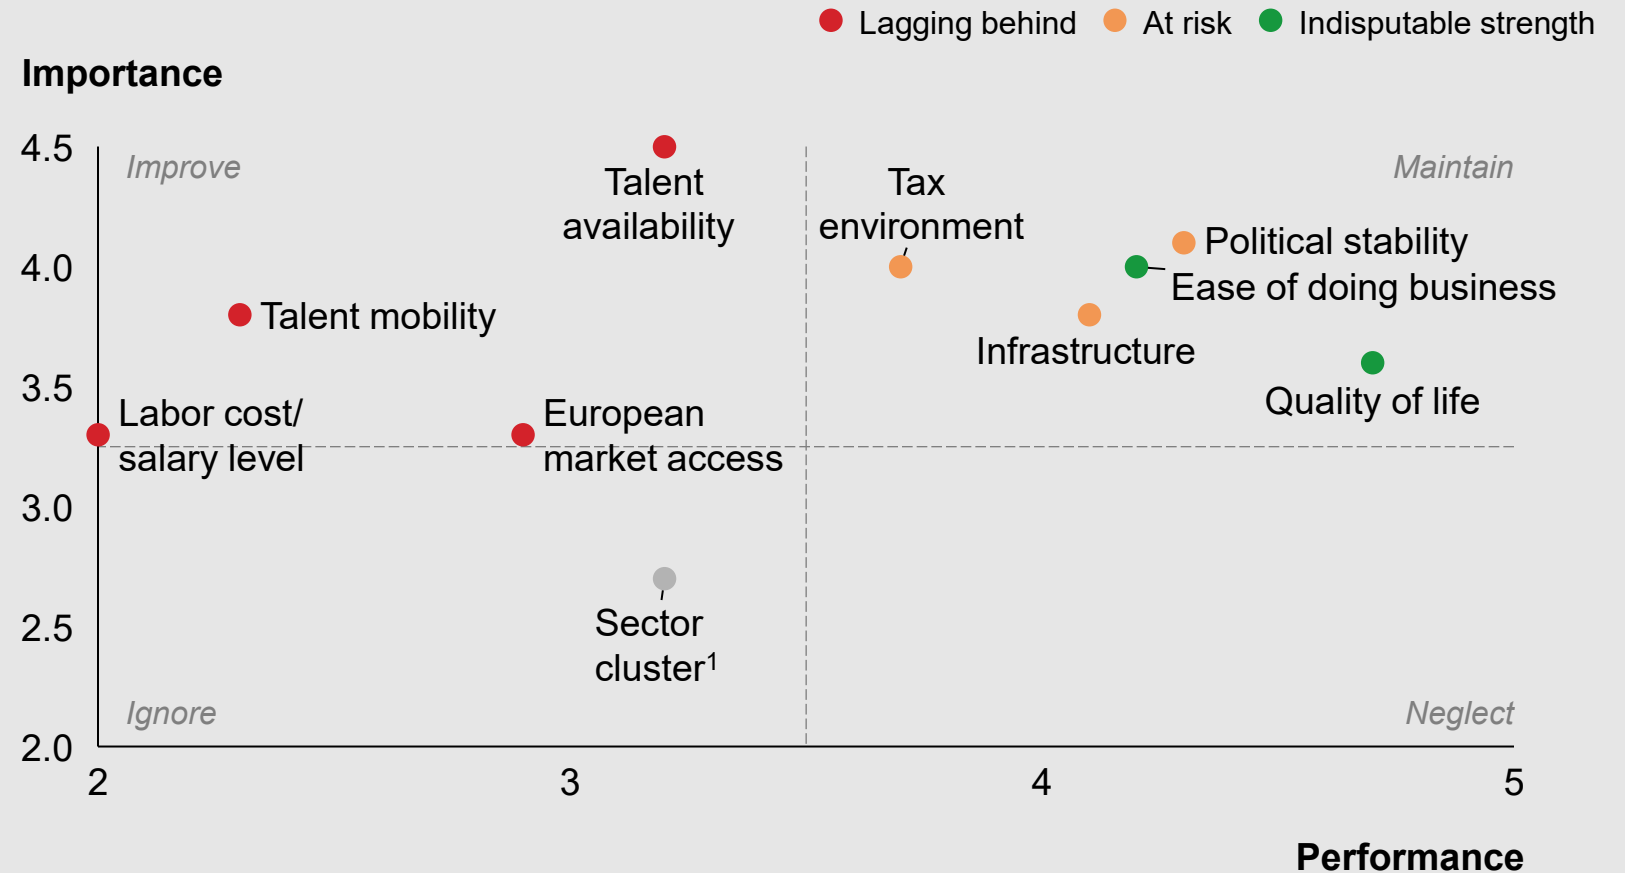 Lagging behind At risk Indisputable strength
Importance
4.5
Improve
Maintain
Talent
availability
Tax
environment
Political stability
4.0
Ease of doing business
Talent mobility
Infrastructure
3.5
Quality of life
Labor cost/
salary level
European
market access
3.0
Sector
cluster¹
2.5
Ignore
Neglect
2.0
2 3 4 5
Performance